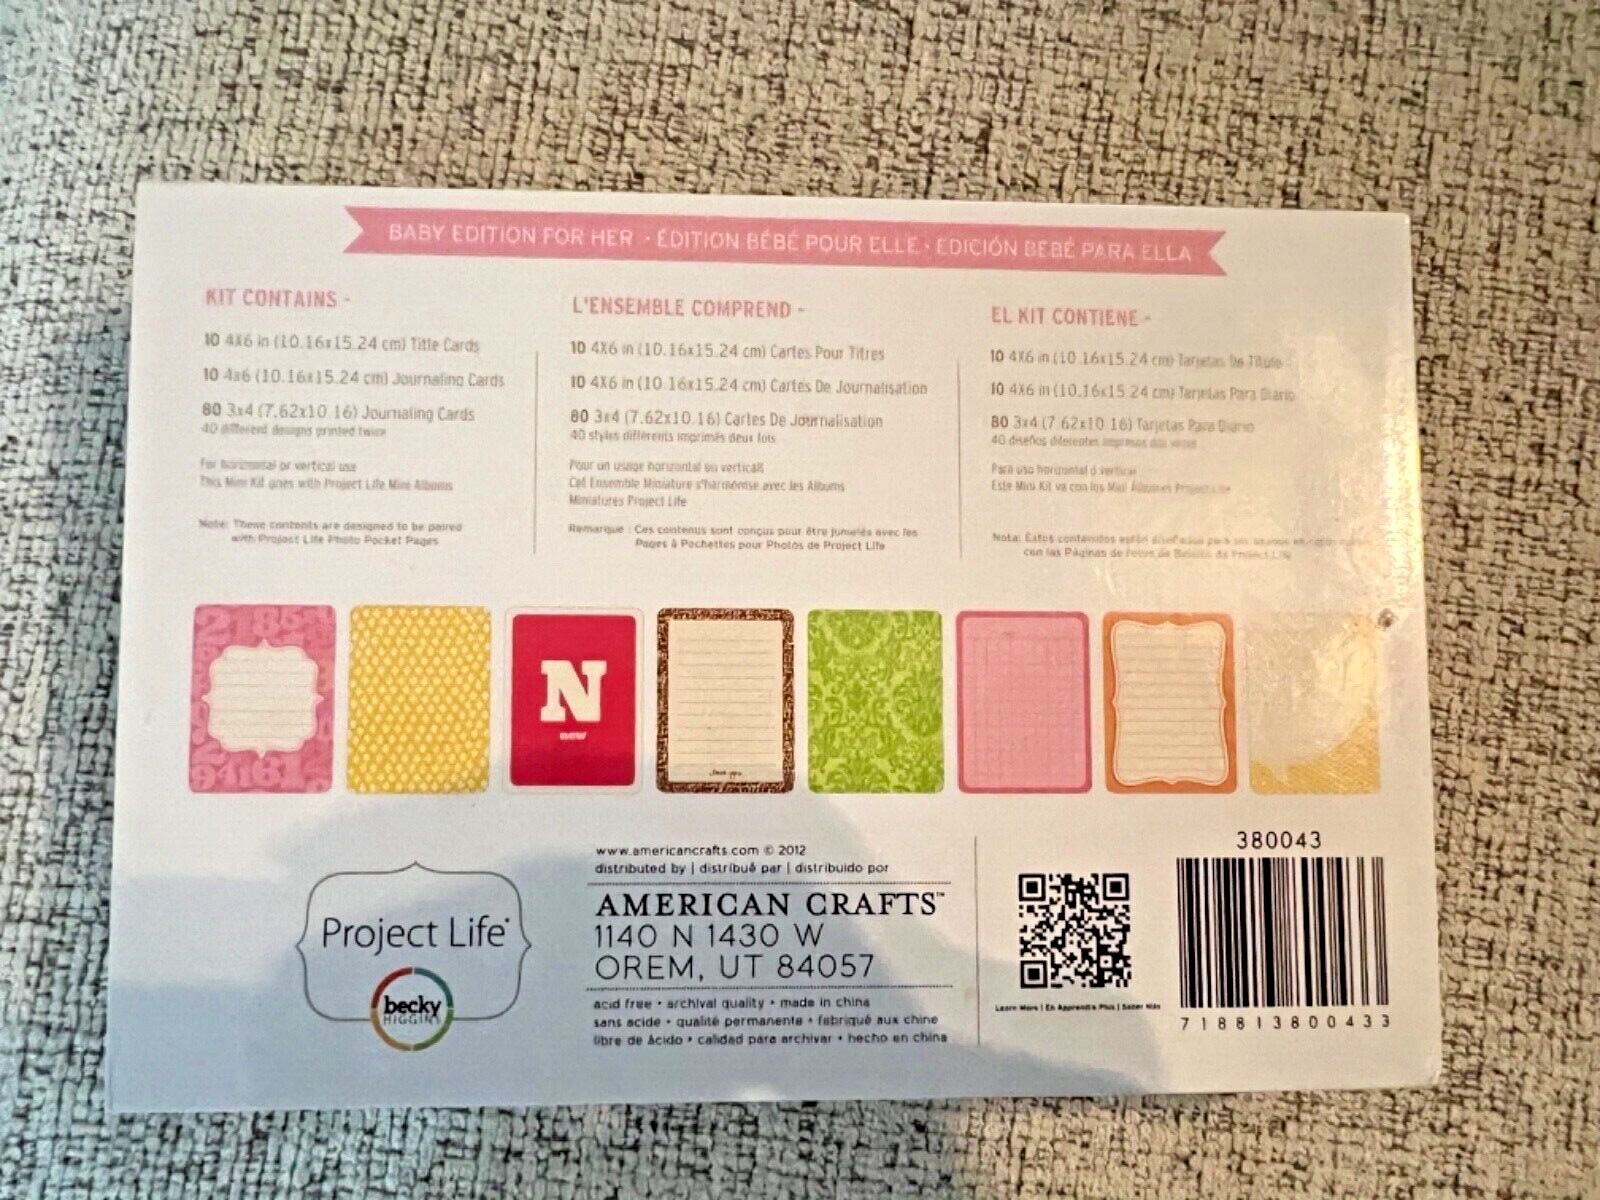 BABY EDITION FOR HER · ÉDITION BÉBÉ POUR ELLE · EDICIÓN BEBÉ PARA ELLA
KIT CONTAINS -
10 4X6 in (10.16x15.24 cm) Title Cards
10 4x6 (10.16x15.24 cm) Journaling Cards
80 3x4 (7.62x10.16) Journaling Cards
40 different designs printed twice
For horizontal or vertical use
This Mini Kit goes with Project Life Mini Albums
Note: These contents are designed to be paired
with Project Life Photo Pocket Pages
L'ENSEMBLE COMPREND -
10 4X6 in (10.16x15.24 cm) Cartes Pour Titres
10 4X6 in (10.16x15.24 cm) Cartes De Journalisation
80 3x4 (7.62x10.16) Cartes De Journalisation
40 styles différents imprimés deux fois
Pour un usage horizontal ou vertical
Cet Ensemble Miniature s'harmonise avec les Albums
Miniatures Project Life
Remarque : Ces contenus sont conçus pour être jumelés avec les
Pages à Pochettes pour Photos de Project Life
EL KIT CONTIENE -
10 4X6 in (10.16x15.24 cm) Tarjetas De Título
10 4X6 in (10.16x15.24 cm) Tarjetas Para Diario
80 3x4 (7.62x10.16) Tarjetas Para Diario
40 diseños diferentes impresos dos veces
Para uso horizontal o vertical
Este Mini Kit va con los Mini Álbumes Project Life
Nota: Estos contenidos están diseñados para ser
con las Páginas de de Project Life
N
new
love you
Project Life
becky
HIGGINS
www.americancrafts.com © 2012
distributed by | distribué par | distribuido por
AMERICAN CRAFTS™
1140 N 1430 W
OREM, UT 84057
acid free • archival quality • made in china
sans acide • qualité permanente • fabriqué aux chine
libre de ácido • calidad para archivar • hecho en china
Learn More | En Apprendre Plus | Saber Más
380043
718813800433